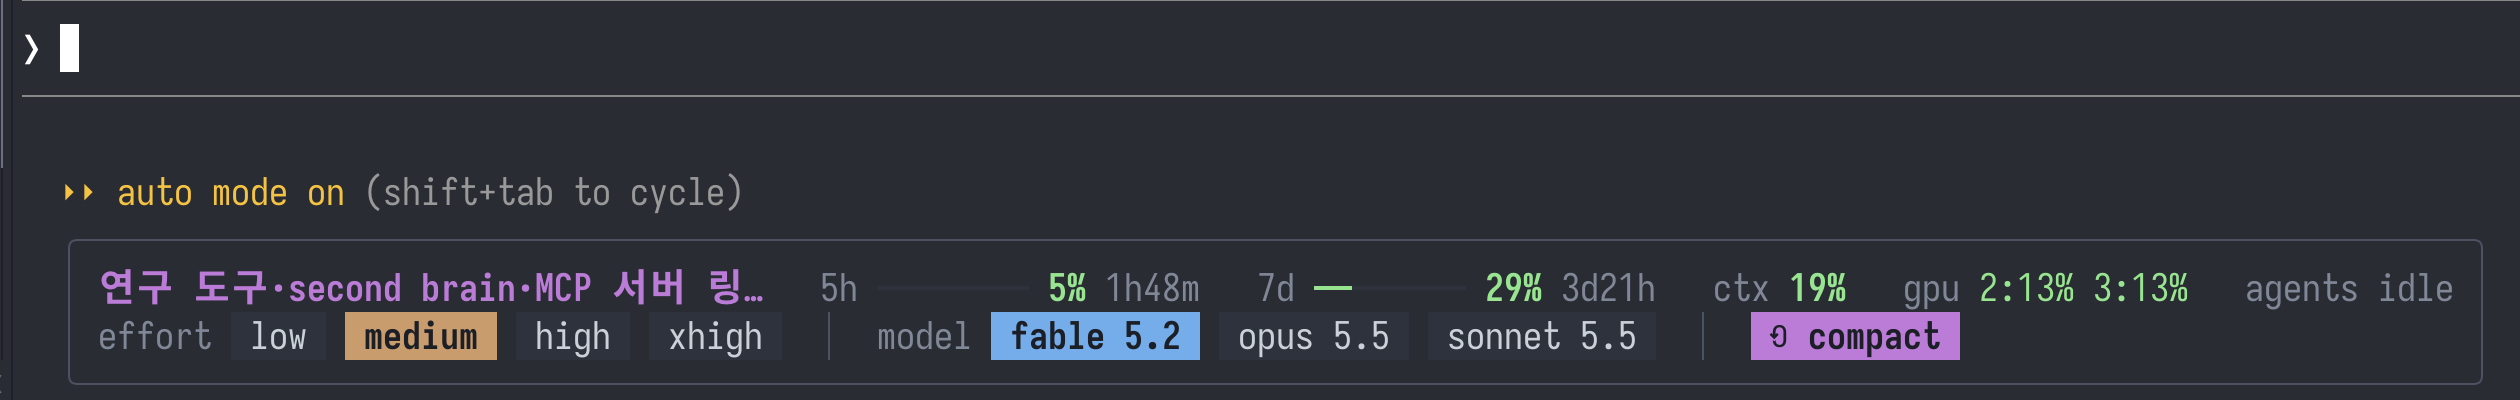 ❯
⏵⏵ auto mode on (shift+tab to cycle)
연구 도구·second brain·MCP 서버 링… 5h 5% 1h48m 7d 29% 3d21h ctx 19% gpu 2:13% 3:13% agents idle
effort low medium high xhigh | model fable 5.2 opus 5.5 sonnet 5.5 | compact